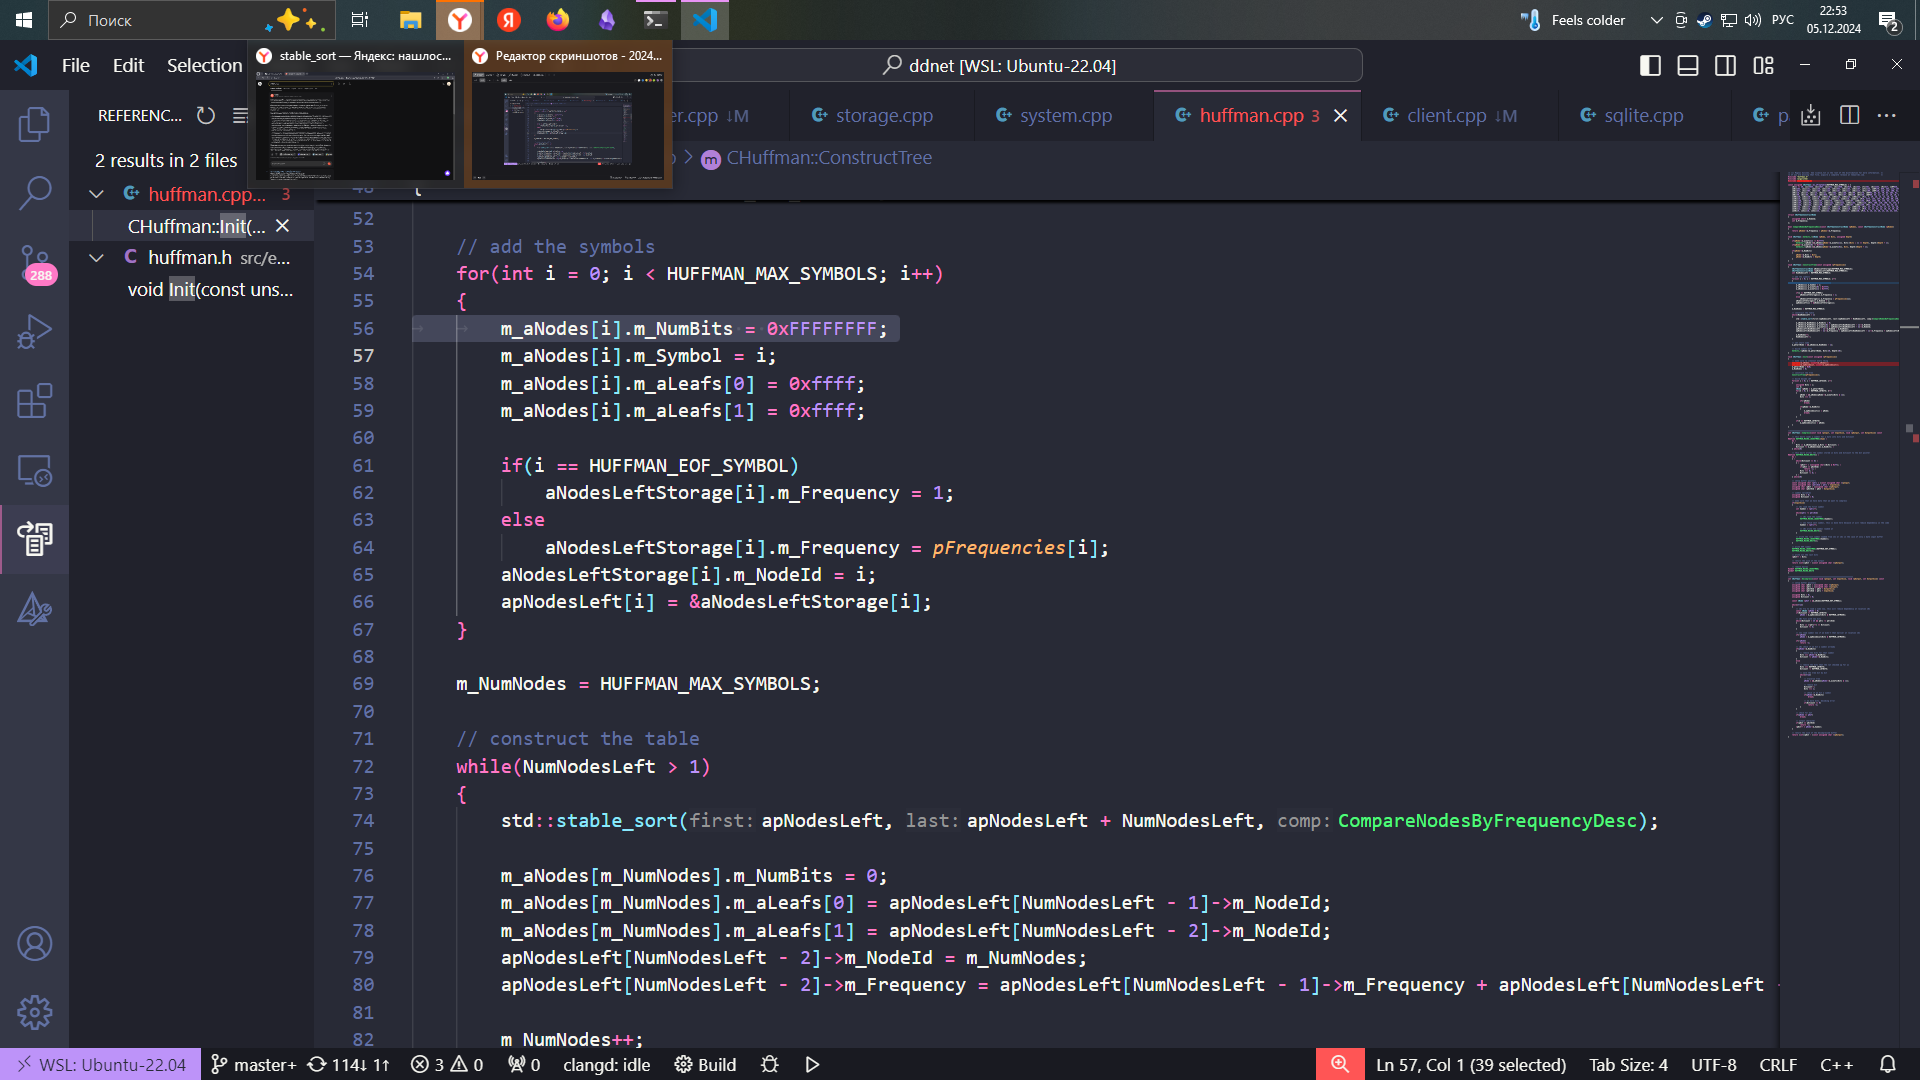 Поиск
Feels colder
РУС
22:53
05.12.2024
2
stable_sort — Яндекс: нашлос...
Редактор скриншотов - 2024...
File Edit Selection
ddnet [WSL: Ubuntu-22.04]
REFERENC...
er.cpp ↓M
storage.cpp
system.cpp
huffman.cpp 3
client.cpp ↓M
sqlite.cpp
p
CHuffman::ConstructTree
2 results in 2 files
huffman.cpp... 3
CHuffman::Init(...
huffman.h src/e...
void Init(const uns...
288
48 {
52
53 // add the symbols
54 for(int i = 0; i < HUFFMAN_MAX_SYMBOLS; i++)
55 {
56 m_aNodes[i].m_NumBits = 0xFFFFFFFF;
57 m_aNodes[i].m_Symbol = i;
58 m_aNodes[i].m_aLeafs[0] = 0xffff;
59 m_aNodes[i].m_aLeafs[1] = 0xffff;
60
61 if(i == HUFFMAN_EOF_SYMBOL)
62 aNodesLeftStorage[i].m_Frequency = 1;
63 else
64 aNodesLeftStorage[i].m_Frequency = pFrequencies[i];
65 aNodesLeftStorage[i].m_NodeId = i;
66 apNodesLeft[i] = &aNodesLeftStorage[i];
67 }
68
69 m_NumNodes = HUFFMAN_MAX_SYMBOLS;
70
71 // construct the table
72 while(NumNodesLeft > 1)
73 {
74 std::stable_sort(first: apNodesLeft, last: apNodesLeft + NumNodesLeft, comp: CompareNodesByFrequencyDesc);
75
76 m_aNodes[m_NumNodes].m_NumBits = 0;
77 m_aNodes[m_NumNodes].m_aLeafs[0] = apNodesLeft[NumNodesLeft - 1]->m_NodeId;
78 m_aNodes[m_NumNodes].m_aLeafs[1] = apNodesLeft[NumNodesLeft - 2]->m_NodeId;
79 apNodesLeft[NumNodesLeft - 2]->m_NodeId = m_NumNodes;
80 apNodesLeft[NumNodesLeft - 2]->m_Frequency = apNodesLeft[NumNodesLeft - 1]->m_Frequency + apNodesLeft[NumNodesLeft -
81
82 m_NumNodes++;
WSL: Ubuntu-22.04 master+ 114↓ 1↑ 3 0 0 clangd: idle Build Ln 57, Col 1 (39 selected) Tab Size: 4 UTF-8 CRLF C++